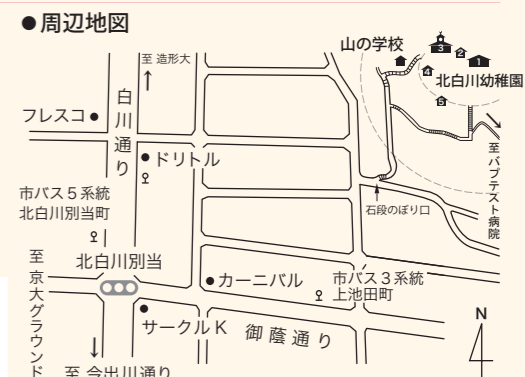 ●周辺地図
山の学校
至 造形大
3
2
1
4
5
北白川幼稚園
白川通り
フレスコ
ドリトル
至バプテスト病院
市バス5系統
北白川別当町
石段のぼり口
北白川別当
至京大グラウンド
カーニバル
市バス3系統
上池田町
サークルK
御蔭通り
N
至 今出川通り